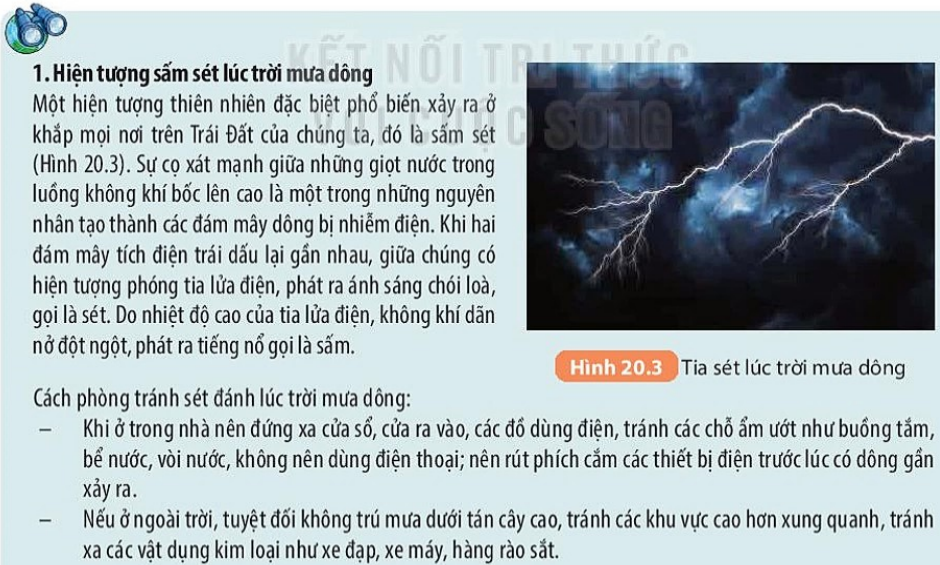 KẾT NỐI TRI THỨC
VỚI CUỘC SỐNG
1. Hiện tượng sấm sét lúc trời mưa dông
Một hiện tượng thiên nhiên đặc biệt phổ biến xảy ra ở
khắp mọi nơi trên Trái Đất của chúng ta, đó là sấm sét
(Hình 20.3). Sự cọ xát mạnh giữa những giọt nước trong
luồng không khí bốc lên cao là một trong những nguyên
nhân tạo thành các đám mây dông bị nhiễm điện. Khi hai
đám mây tích điện trái dấu lại gần nhau, giữa chúng có
hiện tượng phóng tia lửa điện, phát ra ánh sáng chói loà,
gọi là sét. Do nhiệt độ cao của tia lửa điện, không khí dãn
nở đột ngột, phát ra tiếng nổ gọi là sấm.
Hình 20.3 Tia sét lúc trời mưa dông
Cách phòng tránh sét đánh lúc trời mưa dông:
– Khi ở trong nhà nên đứng xa cửa sổ, cửa ra vào, các đồ dùng điện, tránh các chỗ ẩm ướt như buồng tắm,
bể nước, vòi nước, không nên dùng điện thoại; nên rút phích cắm các thiết bị điện trước lúc có dông gần
xảy ra.
– Nếu ở ngoài trời, tuyệt đối không trú mưa dưới tán cây cao, tránh các khu vực cao hơn xung quanh, tránh
xa các vật dụng kim loại như xe đạp, xe máy, hàng rào sắt.